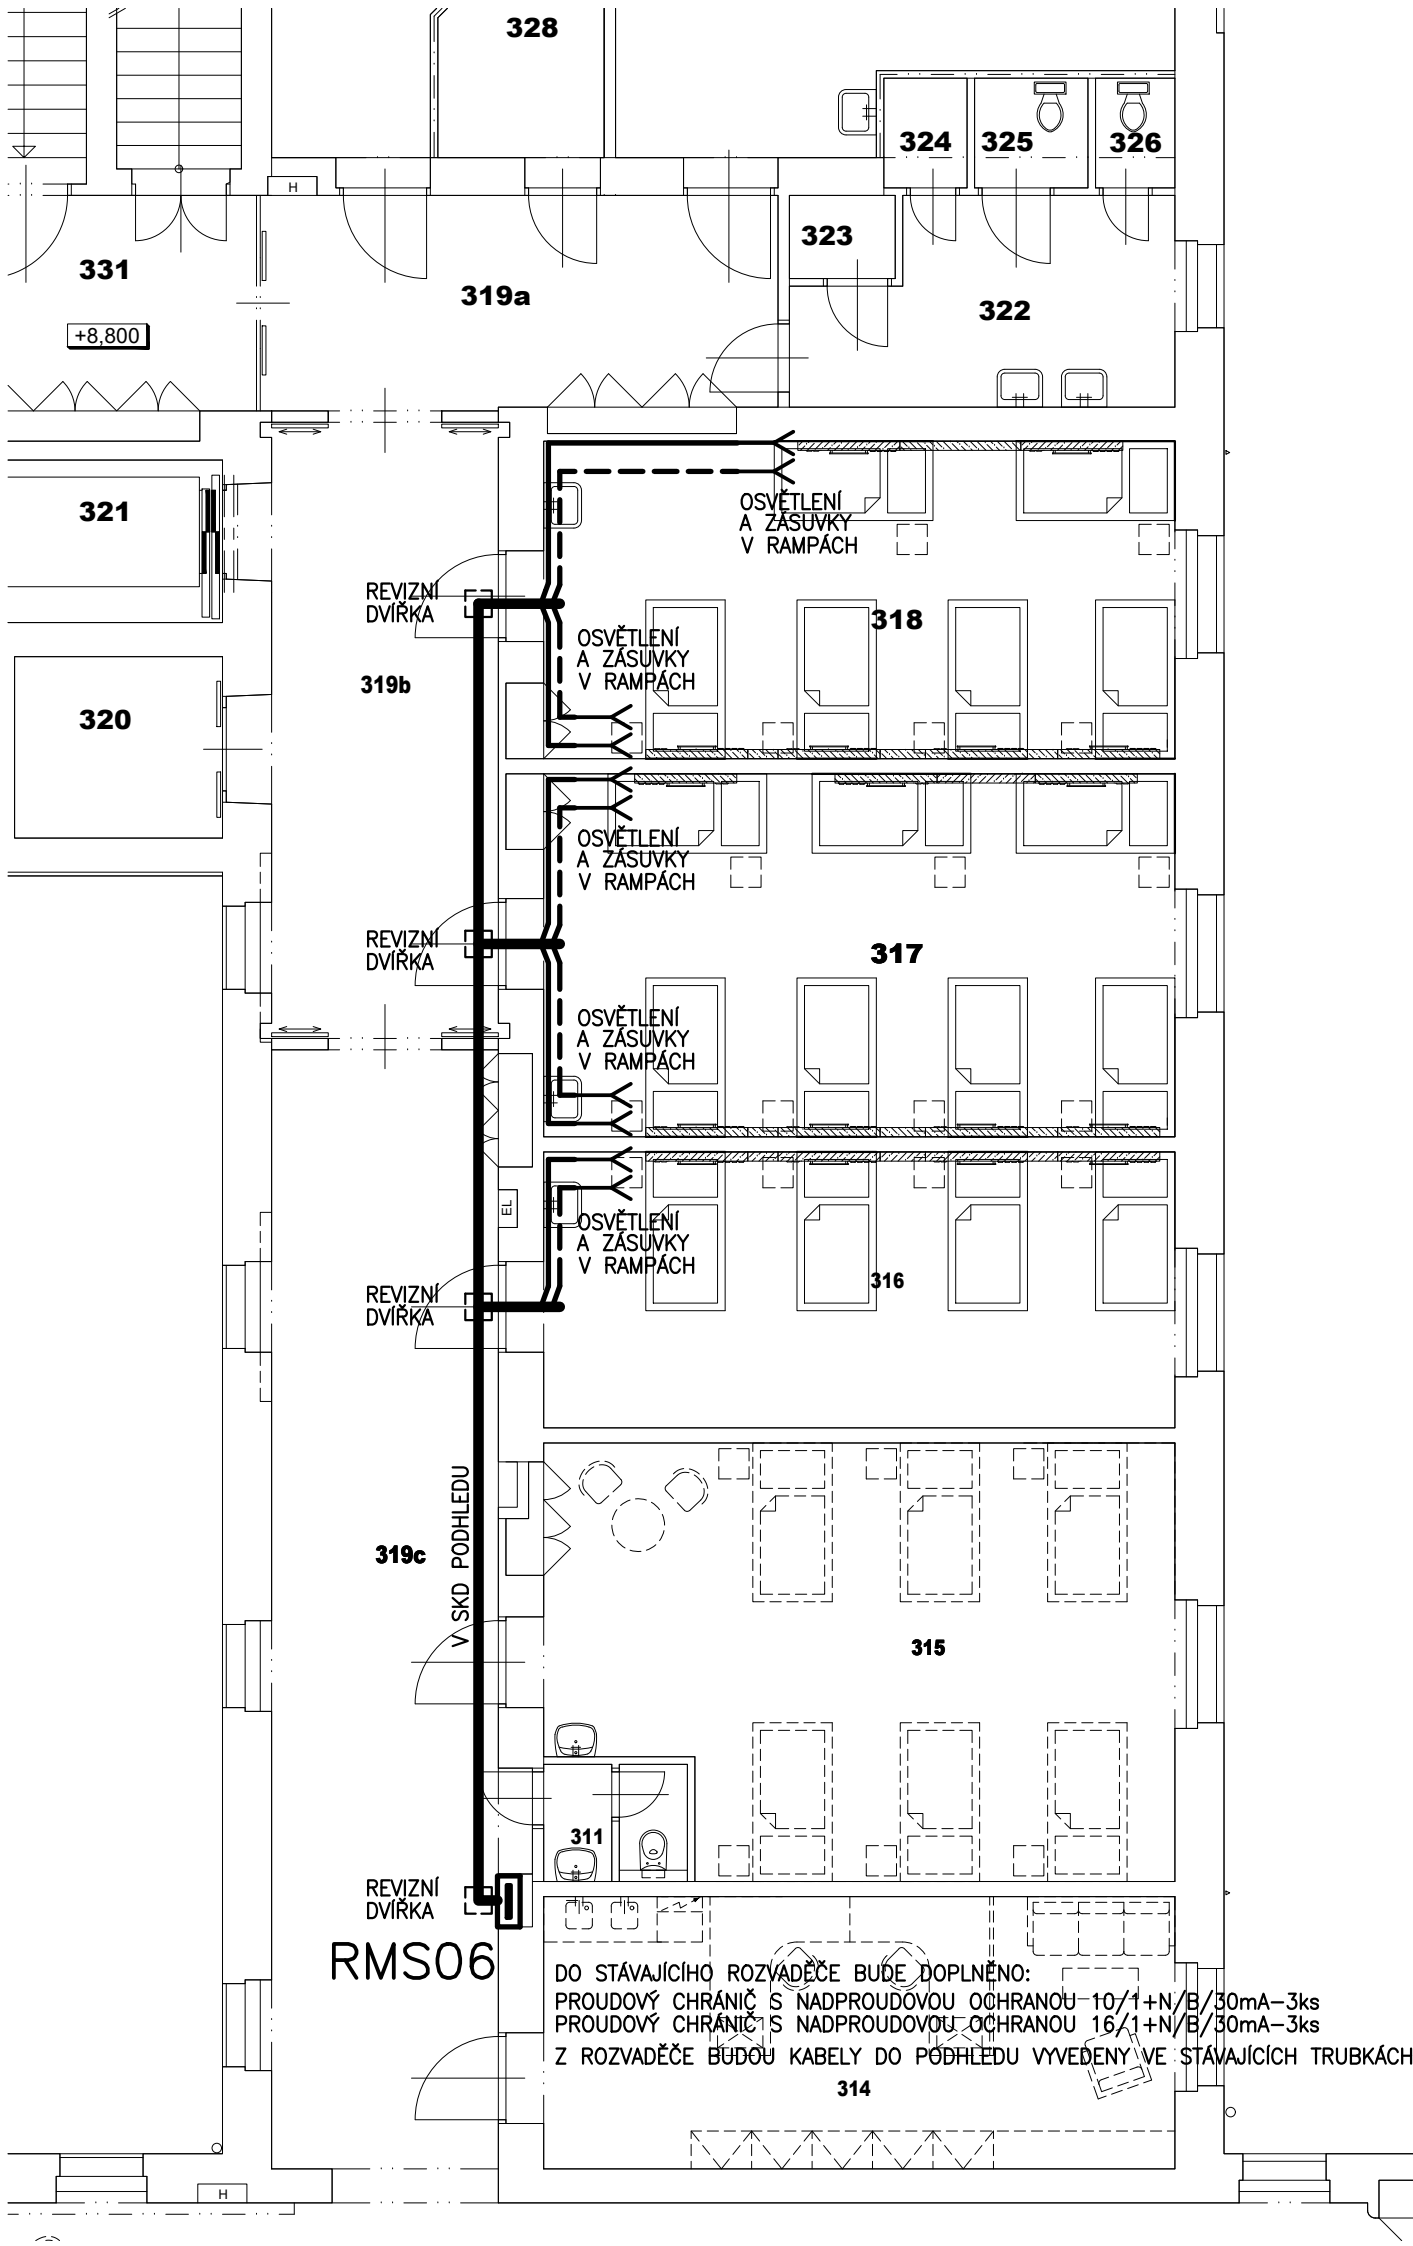 328
324
325
326
H
323
331
319a
322
+8,800
321
OSVĚTLENÍ
A ZÁSUVKY
V RAMPÁCH
REVIZNÍ
DVÍŘKA
318
OSVĚTLENÍ
A ZÁSUVKY
V RAMPÁCH
319b
320
OSVĚTLENÍ
A ZÁSUVKY
V RAMPÁCH
REVIZNÍ
DVÍŘKA
317
OSVĚTLENÍ
A ZÁSUVKY
V RAMPÁCH
EL
OSVĚTLENÍ
A ZÁSUVKY
V RAMPÁCH
316
REVIZNÍ
DVÍŘKA
V SKD PODHLEDU
319c
315
311
REVIZNÍ
DVÍŘKA
RMS06
DO STÁVAJÍCÍHO ROZVADĚČE BUDE DOPLNĚNO:
PROUDOVÝ CHRÁNIČ S NADPROUDOVOU OCHRANOU 10/1+N/B/30mA-3ks
PROUDOVÝ CHRÁNIČ S NADPROUDOVOU OCHRANOU 16/1+N/B/30mA-3ks
Z ROZVADĚČE BUDOU KABELY DO PODHLEDU VYVEDENY VE STÁVAJÍCÍCH TRUBKÁCH
314
H